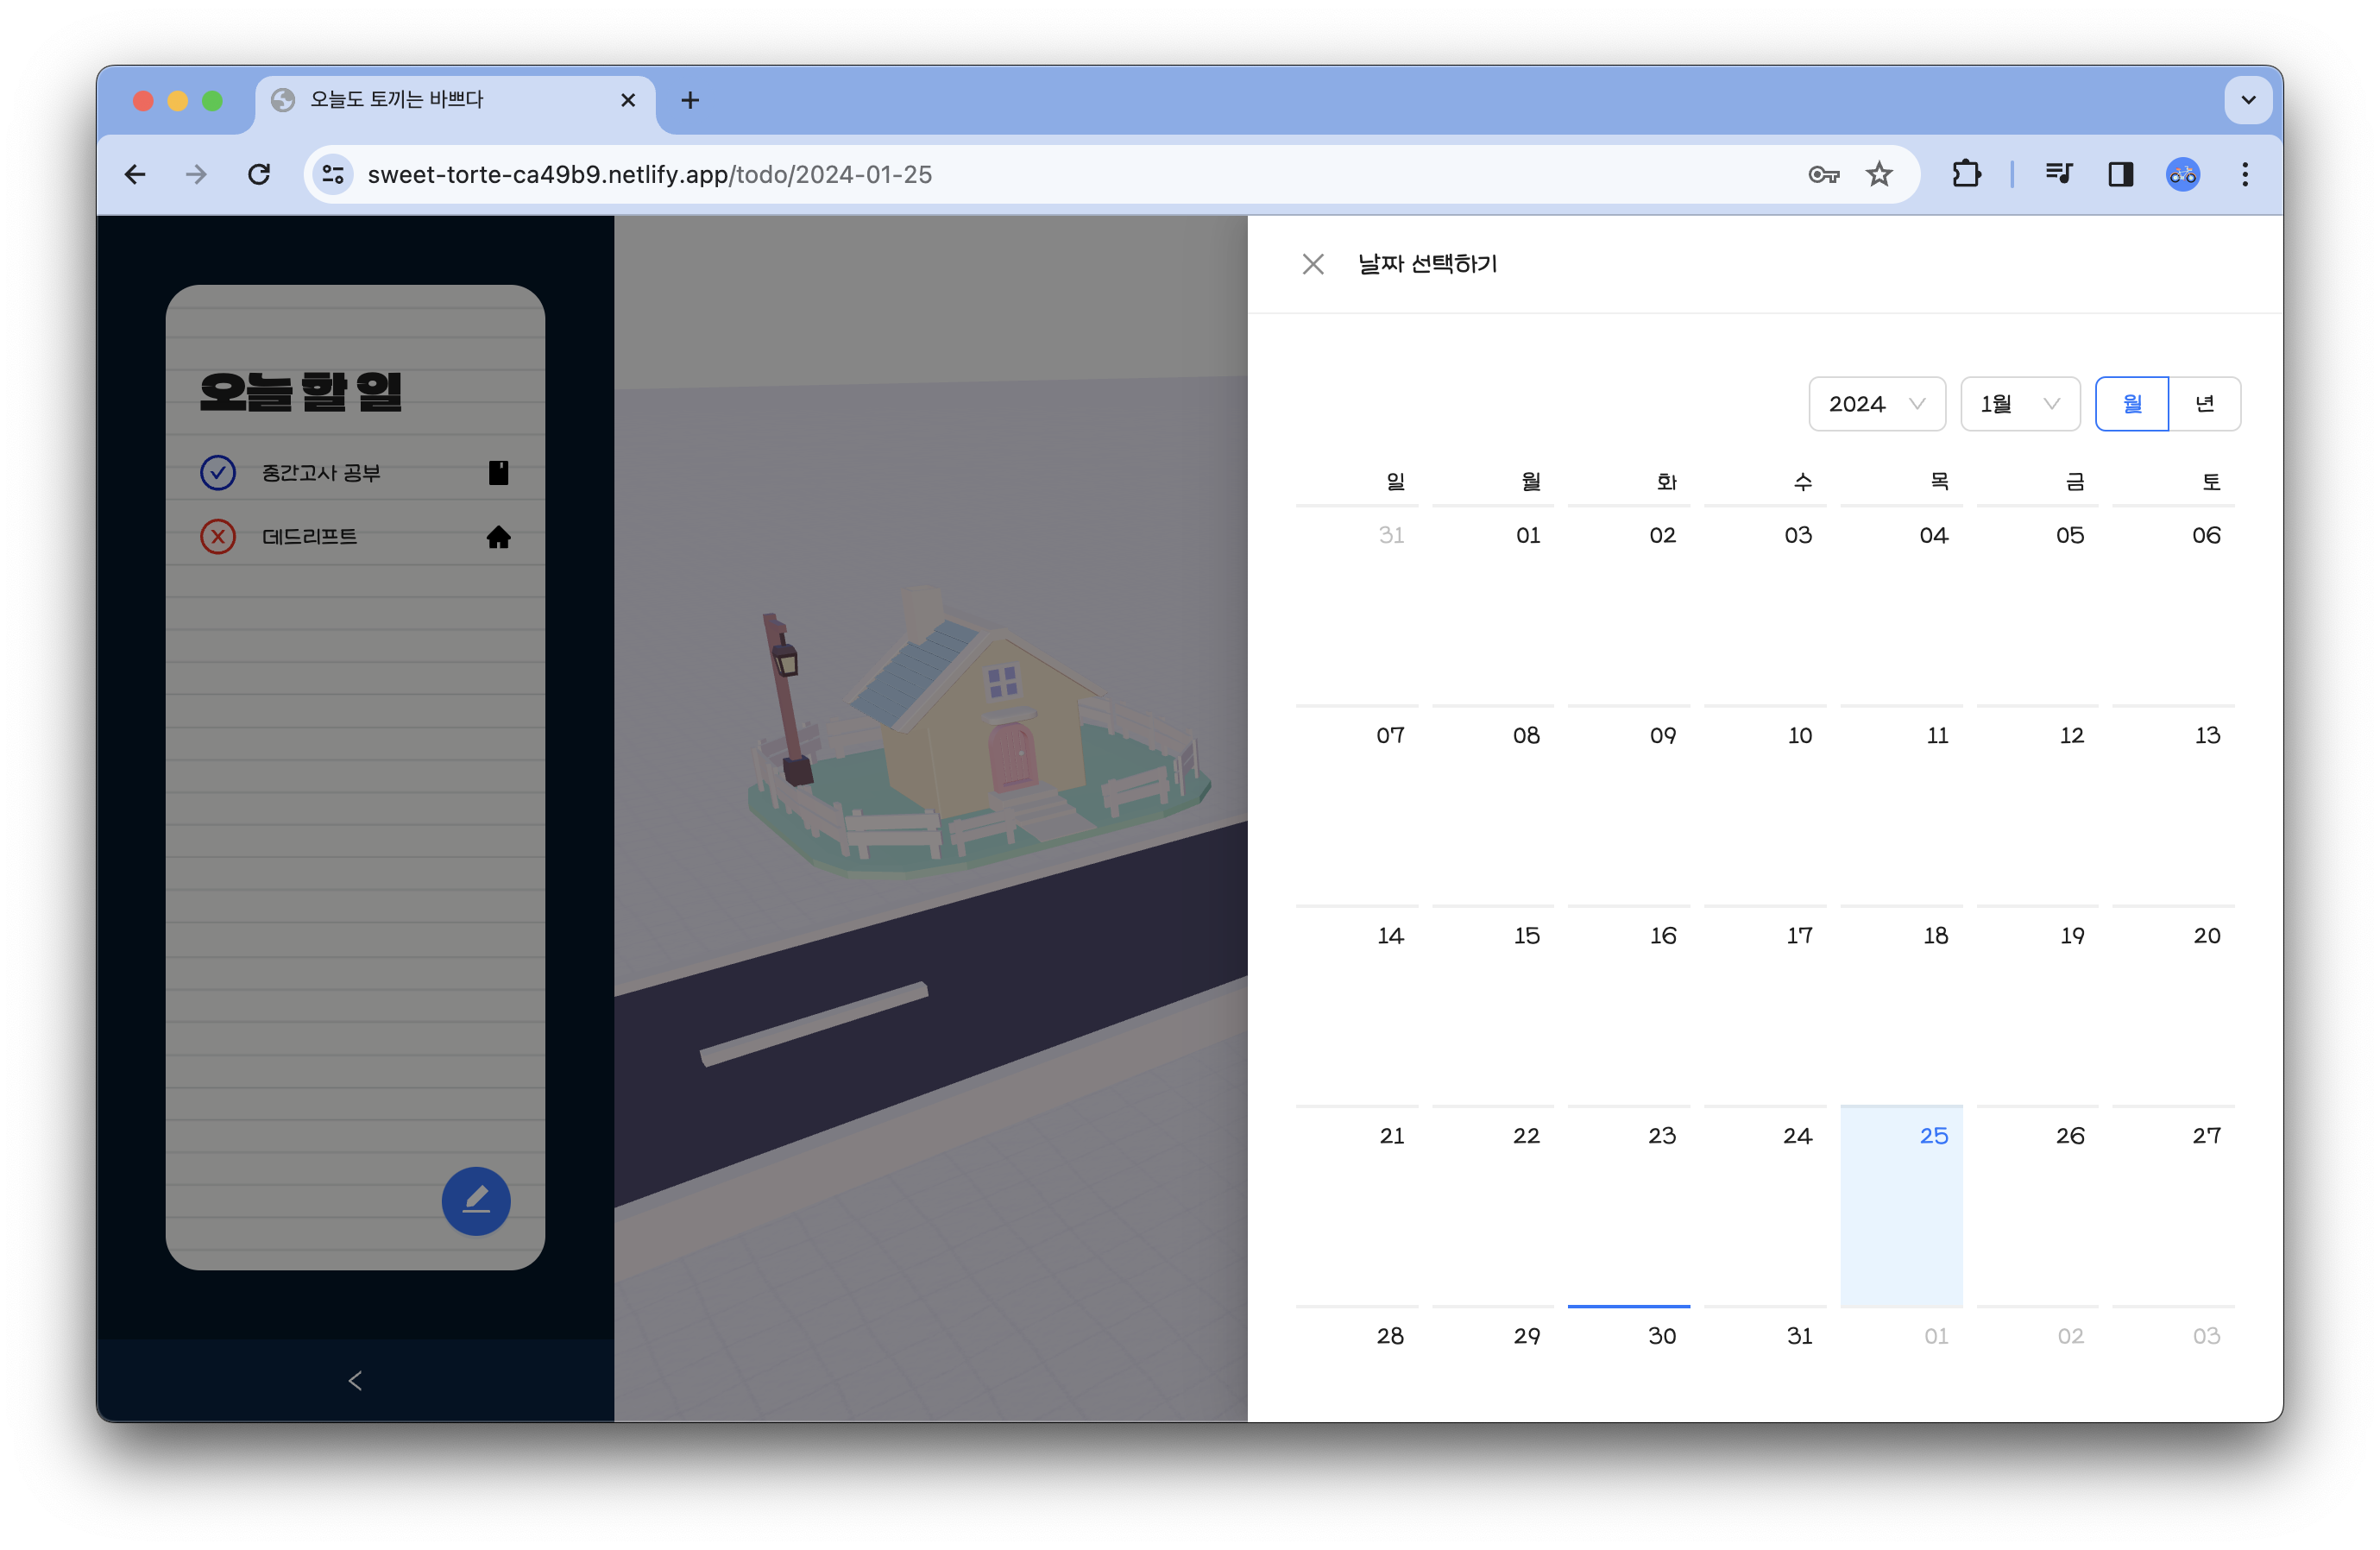 오늘도 토끼는 바쁘다
sweet-torte-ca49b9.netlify.app/todo/2024-01-25
오늘 할 일
중간고사 공부
데드리프트
날짜 선택하기
2024 1월 월 년
일 월 화 수 목 금 토
31 01 02 03 04 05 06
07 08 09 10 11 12 13
14 15 16 17 18 19 20
21 22 23 24 25 26 27
28 29 30 31 01 02 03